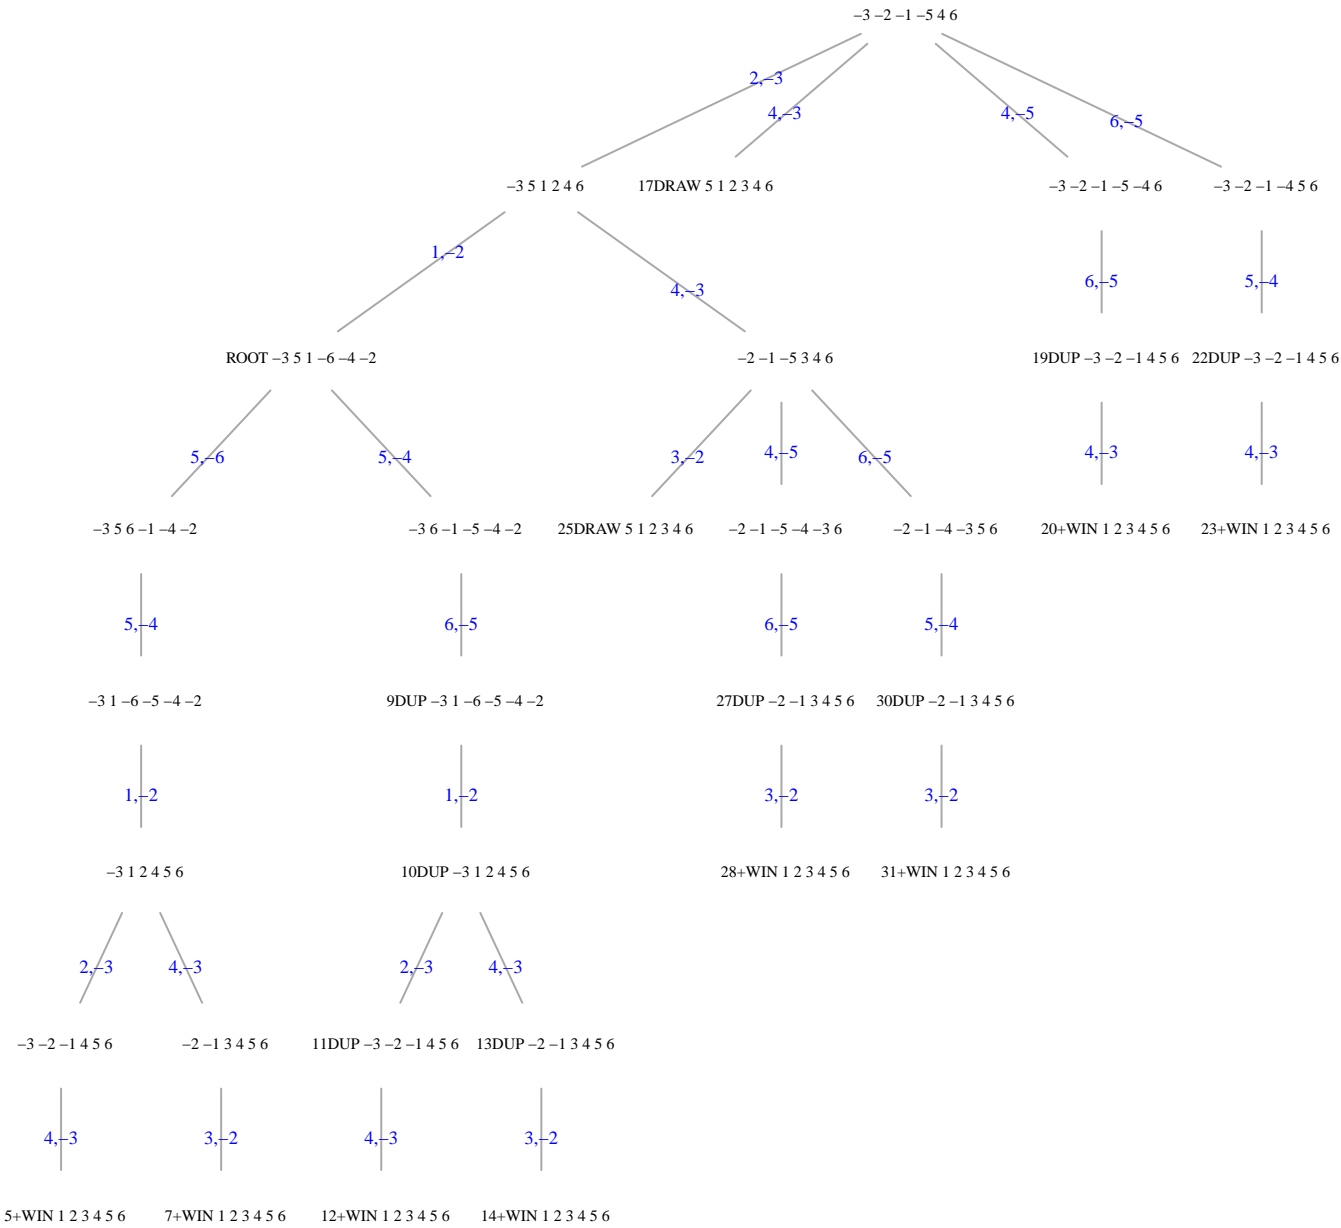 −3 −2 −1 −5 4 6
2,−3
4,−3
4,−5
6,−5
−3 5 1 2 4 6
17DRAW 5 1 2 3 4 6
−3 −2 −1 −5 −4 6
−3 −2 −1 −4 5 6
1,−2
4,−3
6,−5
5,−4
ROOT −3 5 1 −6 −4 −2
−2 −1 −5 3 4 6
19DUP −3 −2 −1 4 5 6
22DUP −3 −2 −1 4 5 6
5,−6
5,−4
3,−2
4,−5
6,−5
4,−3
4,−3
−3 5 6 −1 −4 −2
−3 6 −1 −5 −4 −2
25DRAW 5 1 2 3 4 6
−2 −1 −5 −4 −3 6
−2 −1 −4 −3 5 6
20+WIN 1 2 3 4 5 6
23+WIN 1 2 3 4 5 6
5,−4
6,−5
6,−5
5,−4
−3 1 −6 −5 −4 −2
9DUP −3 1 −6 −5 −4 −2
27DUP −2 −1 3 4 5 6
30DUP −2 −1 3 4 5 6
1,−2
1,−2
3,−2
3,−2
−3 1 2 4 5 6
10DUP −3 1 2 4 5 6
28+WIN 1 2 3 4 5 6
31+WIN 1 2 3 4 5 6
2,−3
4,−3
2,−3
4,−3
−3 −2 −1 4 5 6
−2 −1 3 4 5 6
11DUP −3 −2 −1 4 5 6
13DUP −2 −1 3 4 5 6
4,−3
3,−2
4,−3
3,−2
5+WIN 1 2 3 4 5 6
7+WIN 1 2 3 4 5 6
12+WIN 1 2 3 4 5 6
14+WIN 1 2 3 4 5 6